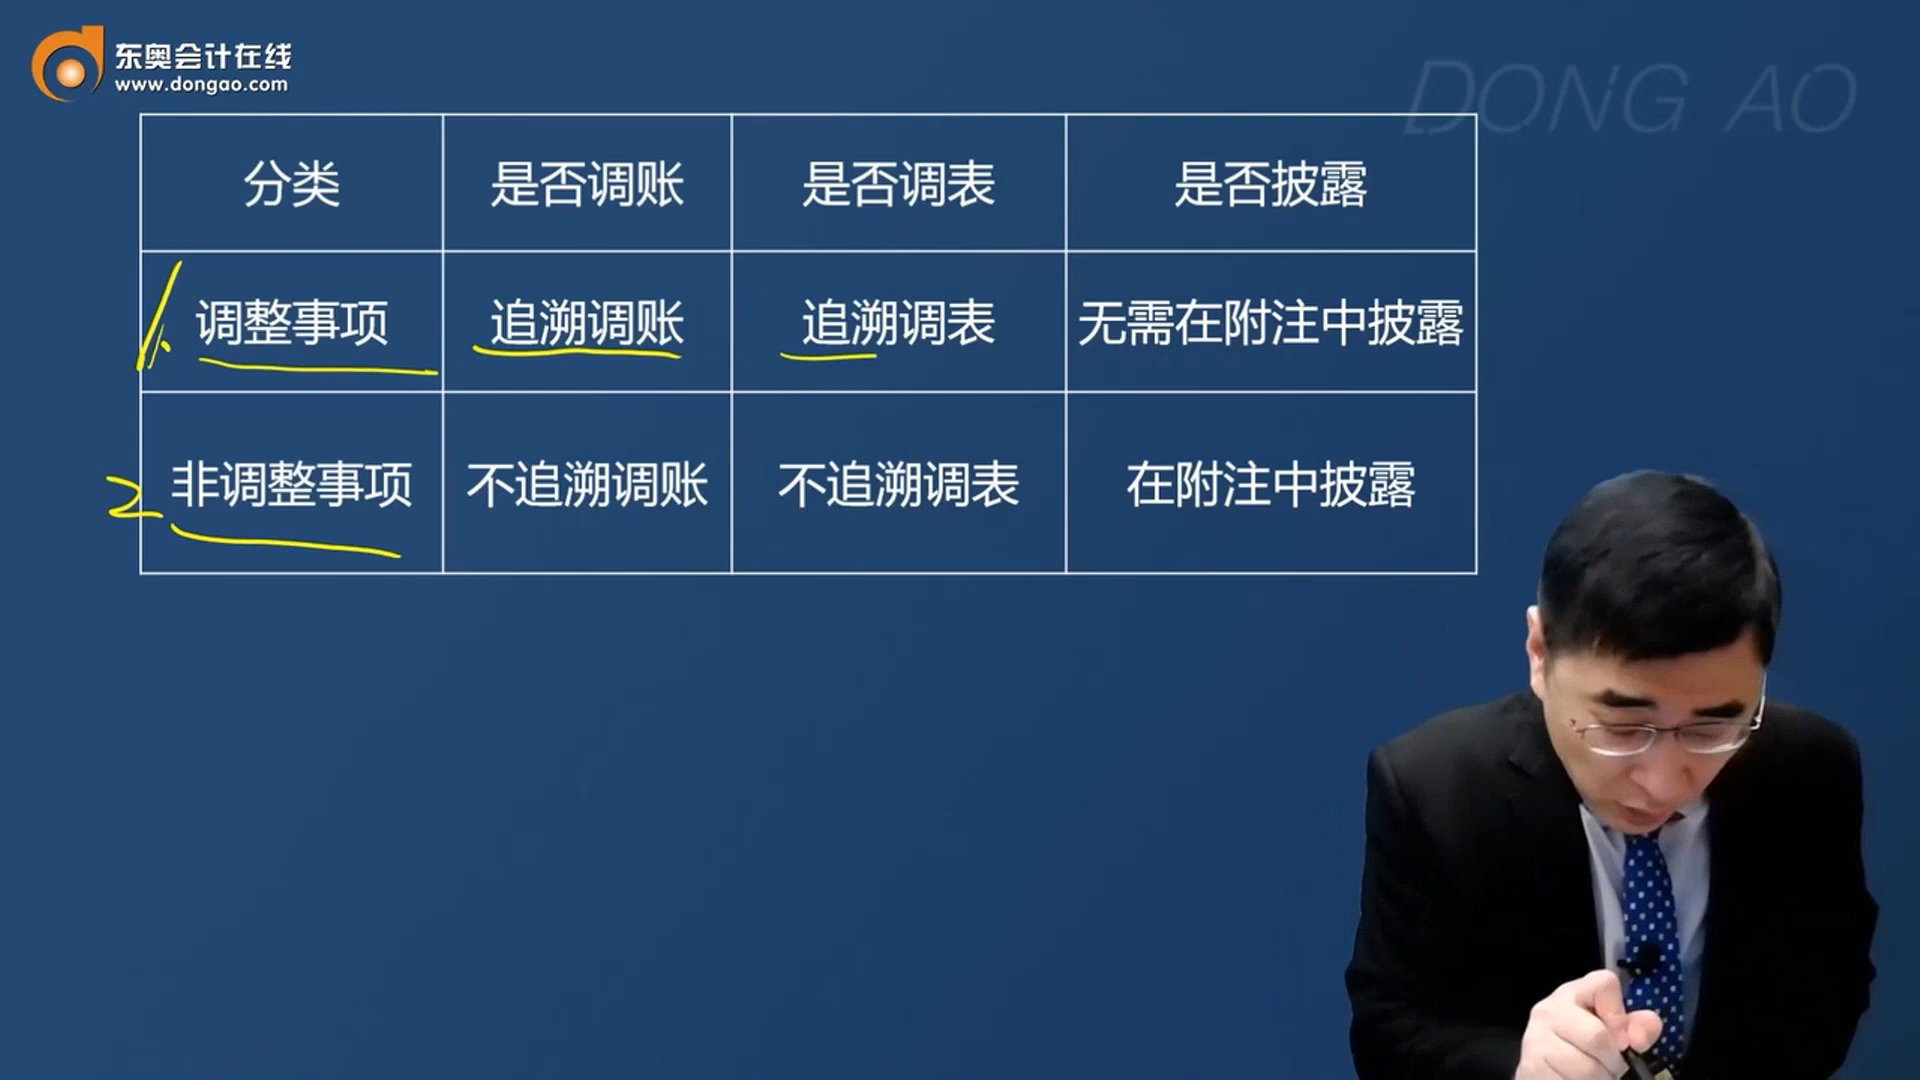 东奥会计在线
www.dongao.com
DONG AO
分类 是否调账 是否调表 是否披露
1. 调整事项 追溯调账 追溯调表 无需在附注中披露
2 非调整事项 不追溯调账 不追溯调表 在附注中披露